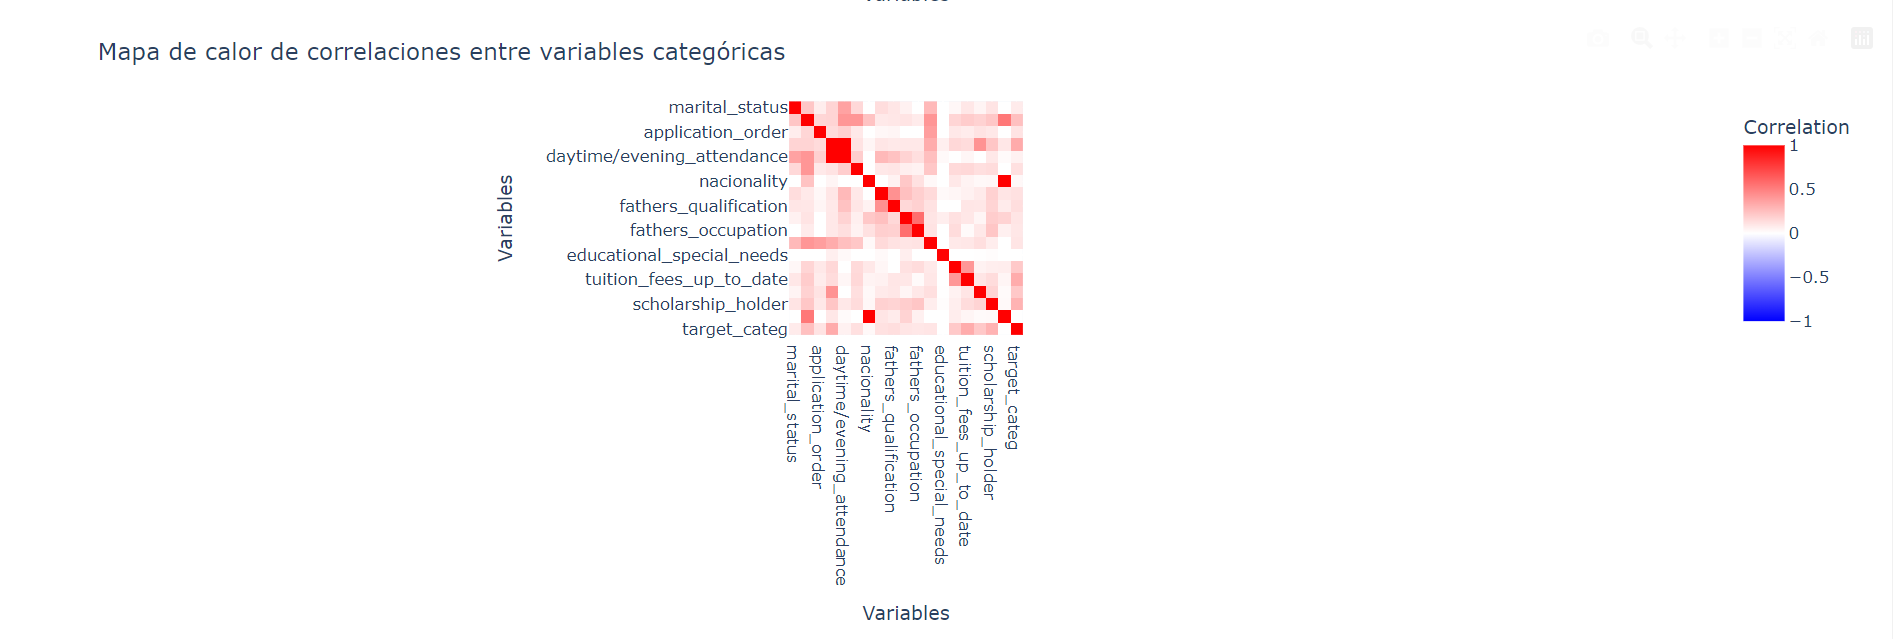 Variables
Mapa de calor de correlaciones entre variables categóricas
marital_status
application_order
daytime/evening_attendance
nacionality
fathers_qualification
fathers_occupation
educational_special_needs
tuition_fees_up_to_date
scholarship_holder
target_categ
Variables
marital_status
application_order
daytime/evening_attendance
nacionality
fathers_qualification
fathers_occupation
educational_special_needs
tuition_fees_up_to_date
scholarship_holder
target_categ
Variables
Correlation
1
0.5
0
−0.5
−1